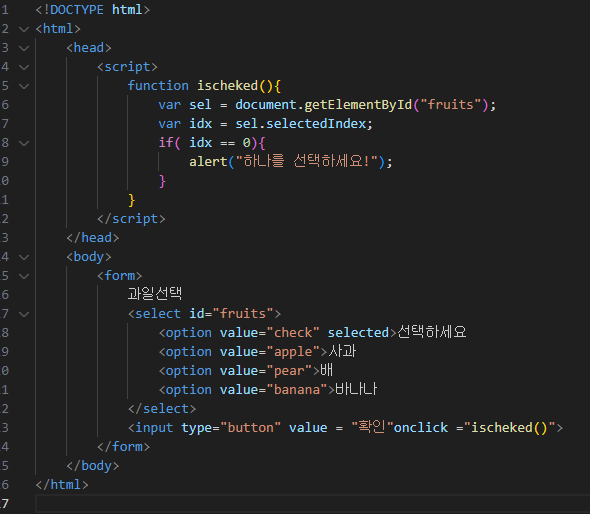 1 <!DOCTYPE html>
2 <html>
3 <head>
4 <script>
5 function ischeked(){
6 var sel = document.getElementById("fruits");
7 var idx = sel.selectedIndex;
8 if( idx == 0){
9 alert("하나를 선택하세요!");
0 }
1 }
2 </script>
3 </head>
4 <body>
5 <form>
6 과일선택
7 <select id="fruits">
8 <option value="check" selected>선택하세요
9 <option value="apple">사과
0 <option value="pear">배
1 <option value="banana">바나나
2 </select>
3 <input type="button" value = "확인"onclick ="ischeked()">
4 </form>
5 </body>
6 </html>
7